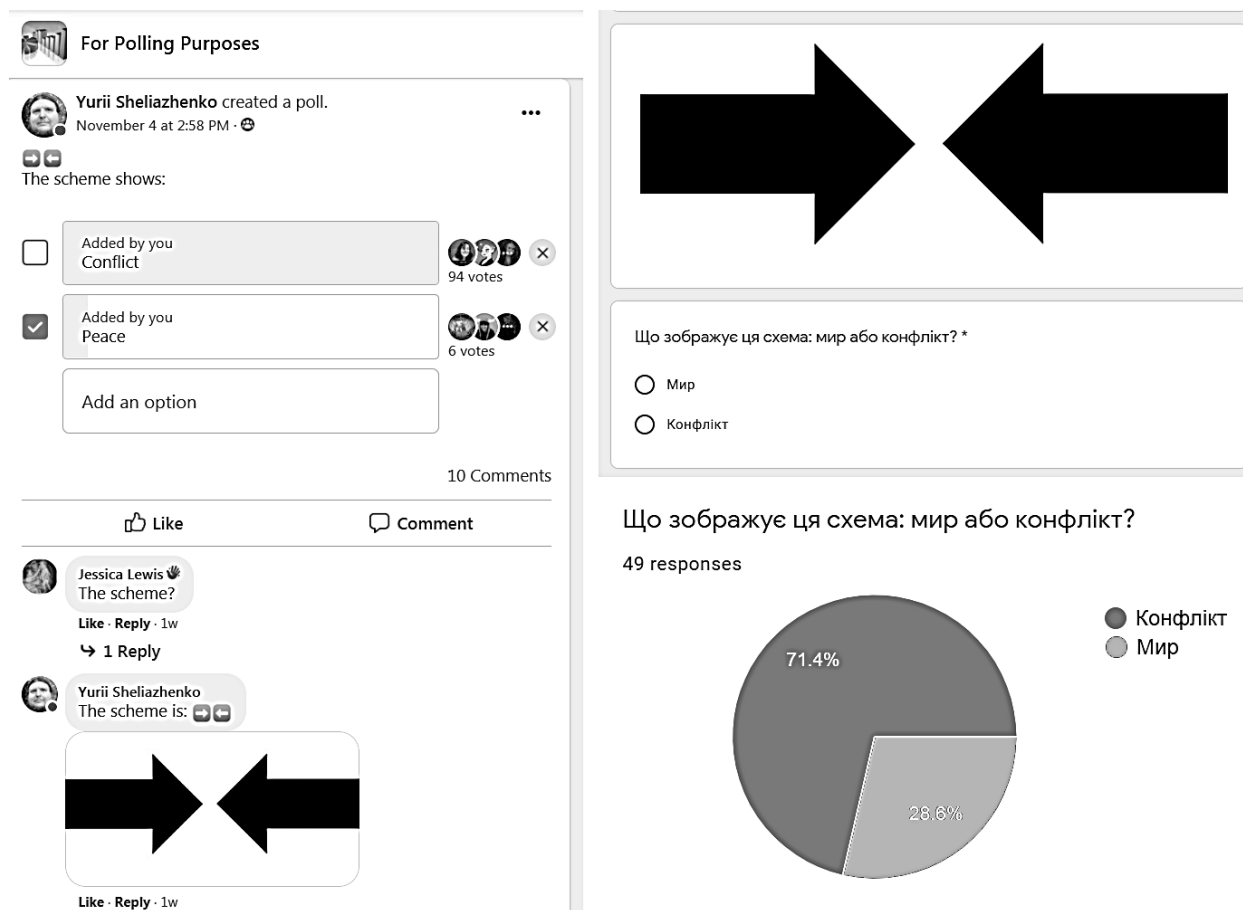 For Polling Purposes
Yurii Sheliazhenko created a poll.
November 4 at 2:58 PM ·
➡⬅
The scheme shows:
Added by you
Conflict
94 votes
Added by you
Peace
6 votes
Add an option
10 Comments
Like
Comment
Jessica Lewis
The scheme?
Like · Reply · 1w
1 Reply
Yurii Sheliazhenko
The scheme is: ➡⬅
Like · Reply · 1w
Що зображує ця схема: мир або конфлікт? *
Мир
Конфлікт
Що зображує ця схема: мир або конфлікт?
49 responses
71.4%
28.6%
Конфлікт
Мир